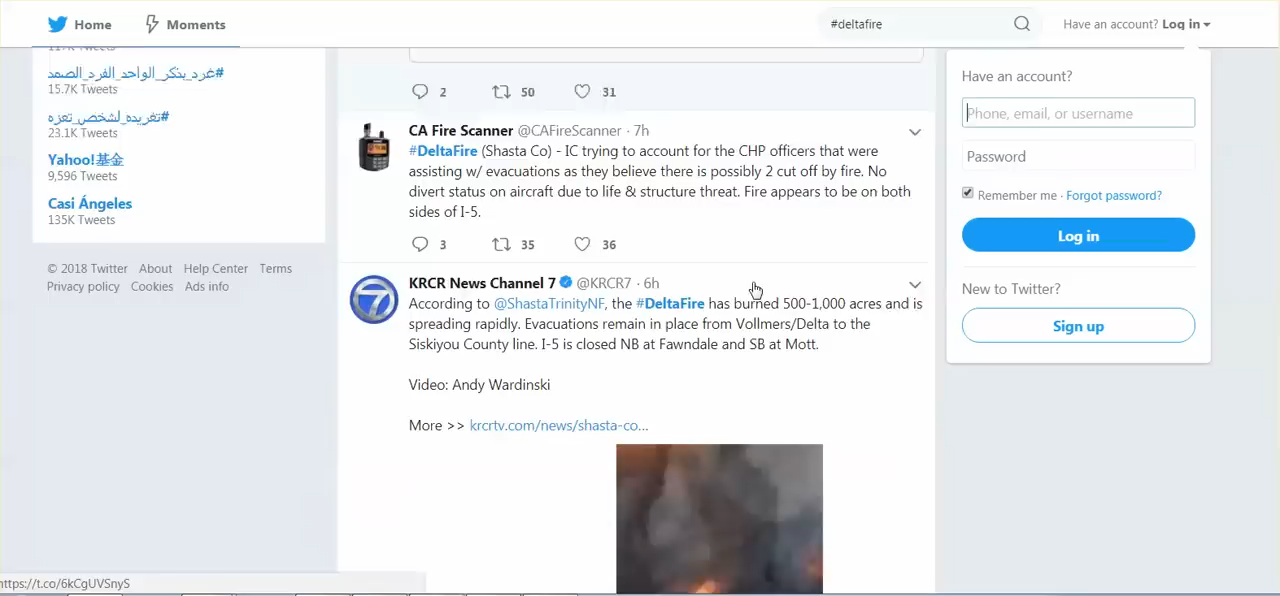 Home
Moments
#deltafire
Have an account? Log in
#غرد_بذكر_الواحد_الفرد_الصمد
15.7K Tweets
#تغريده_لشخص_تعزه
23.1K Tweets
Yahoo!基金
9,596 Tweets
Casi Ángeles
135K Tweets
© 2018 Twitter About Help Center Terms
Privacy policy Cookies Ads info
2 50 31
CA Fire Scanner @CAFireScanner · 7h
#DeltaFire (Shasta Co) - IC trying to account for the CHP officers that were
assisting w/ evacuations as they believe there is possibly 2 cut off by fire. No
divert status on aircraft due to life & structure threat. Fire appears to be on both
sides of I-5.
3 35 36
KRCR News Channel 7 @KRCR7 · 6h
According to @ShastaTrinityNF, the #DeltaFire has burned 500-1,000 acres and is
spreading rapidly. Evacuations remain in place from Vollmers/Delta to the
Siskiyou County line. I-5 is closed NB at Fawndale and SB at Mott.
Video: Andy Wardinski
More >> krcrtv.com/news/shasta-co...
Have an account?
Phone, email, or username
Password
Remember me · Forgot password?
Log in
New to Twitter?
Sign up
https://t.co/6kCgUVSnyS